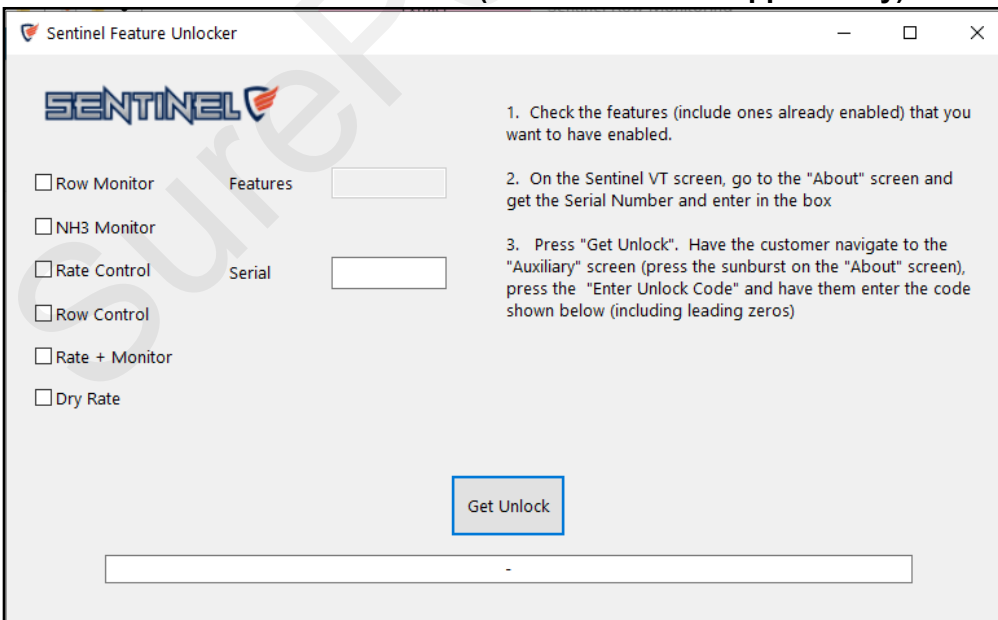 Sentinel Feature Unlocker
SENTINEL
1. Check the features (include ones already enabled) that you
want to have enabled.
Row Monitor
Features
2. On the Sentinel VT screen, go to the "About" screen and
get the Serial Number and enter in the box
NH3 Monitor
3. Press "Get Unlock". Have the customer navigate to the
Rate Control
Serial
"Auxiliary" screen (press the sunburst on the "About" screen),
press the "Enter Unlock Code" and have them enter the code
Row Control
shown below (including leading zeros)
Rate + Monitor
Dry Rate
Get Unlock
-